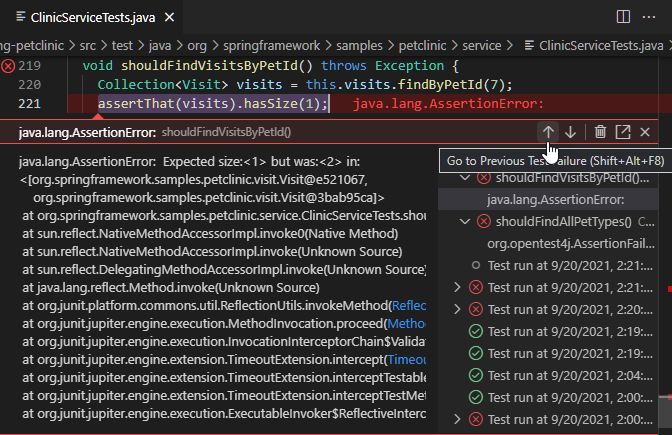 ClinicServiceTests.java
ng-petclinic > src > test > java > org > springframework > samples > petclinic > service > ClinicServiceTests.java
219 void shouldFindVisitsByPetId() throws Exception {
220 Collection<Visit> visits = this.visits.findByPetId(7);
221 assertThat(visits).hasSize(1); java.lang.AssertionError:
java.lang.AssertionError: shouldFindVisitsByPetId()
Go to Previous Test Failure (Shift+Alt+F8)
java.lang.AssertionError: Expected size:<1> but was:<2> in:
<[org.springframework.samples.petclinic.visit.Visit@e521067,
org.springframework.samples.petclinic.visit.Visit@3bab95ca]>
at org.springframework.samples.petclinic.service.ClinicServiceTests.shou
at sun.reflect.NativeMethodAccessorImpl.invoke0(Native Method)
at sun.reflect.NativeMethodAccessorImpl.invoke(Unknown Source)
at sun.reflect.DelegatingMethodAccessorImpl.invoke(Unknown Source)
at java.lang.reflect.Method.invoke(Unknown Source)
at org.junit.platform.commons.util.ReflectionUtils.invokeMethod(Reflec
at org.junit.jupiter.engine.execution.MethodInvocation.proceed(Metho
at org.junit.jupiter.engine.execution.InvocationInterceptorChain$Valida
at org.junit.jupiter.engine.extension.TimeoutExtension.intercept(Timeou
at org.junit.jupiter.engine.extension.TimeoutExtension.interceptTestable
at org.junit.jupiter.engine.extension.TimeoutExtension.interceptTestMet
at org.junit.jupiter.engine.execution.ExecutableInvoker$ReflectiveInterc
shouldFindVisitsByPetId()...
java.lang.AssertionError:
shouldFindAllPetTypes() C...
org.opentest4j.AssertionFail...
Test run at 9/20/2021, 2:21:...
Test run at 9/20/2021, 2:21:...
Test run at 9/20/2021, 2:20:...
Test run at 9/20/2021, 2:19:...
Test run at 9/20/2021, 2:19:...
Test run at 9/20/2021, 2:04:...
Test run at 9/20/2021, 2:00:...
Test run at 9/20/2021, 2:00:...